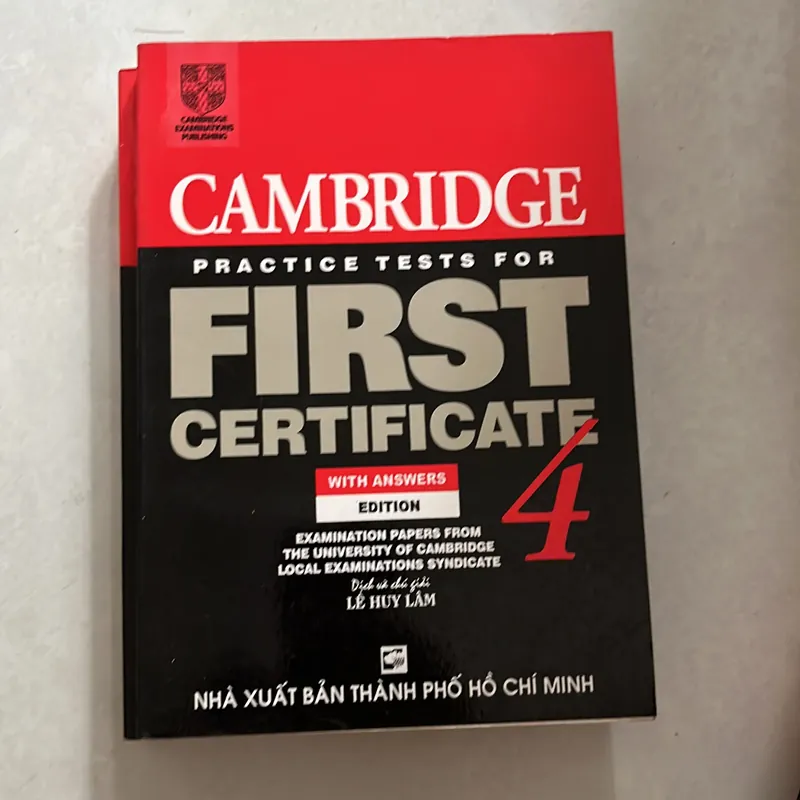 CAMBRIDGE
EXAMINATIONS
PUBLISHING
CAMBRIDGE
PRACTICE TESTS FOR
FIRST
CERTIFICATE
4
WITH ANSWERS
EDITION
EXAMINATION PAPERS FROM
THE UNIVERSITY OF CAMBRIDGE
LOCAL EXAMINATIONS SYNDICATE
Dịch và chú giải
LÊ HUY LÂM
NHÀ XUẤT BẢN THÀNH PHỐ HỒ CHÍ MINH